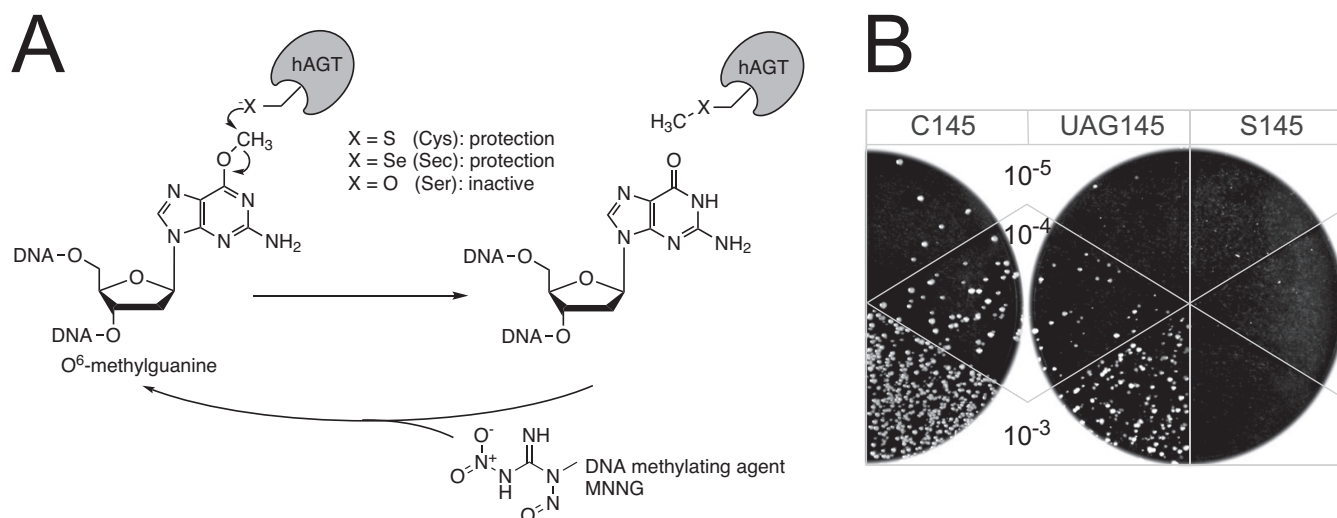 A
hAGT
-X
CH3
O
X = S (Cys): protection
X = Se (Sec): protection
X = O (Ser): inactive
N
N
N
N
NH2
DNA-O
O
DNA-O
O6-methylguanine
hAGT
H3C-X
O
N
NH
N
N
NH2
DNA-O
O
DNA-O
O-
N+
O
N
H
NH
N
N
O
DNA methylating agent
MNNG
B
C145
UAG145
S145
10-5
10-4
10-3